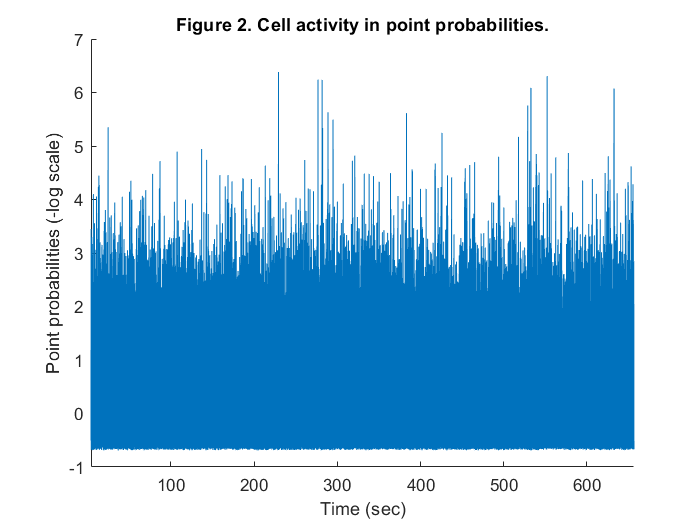 Figure 2. Cell activity in point probabilities.
7
6
5
4
3
2
1
0
-1
Point probabilities (-log scale)
100 200 300 400 500 600
Time (sec)